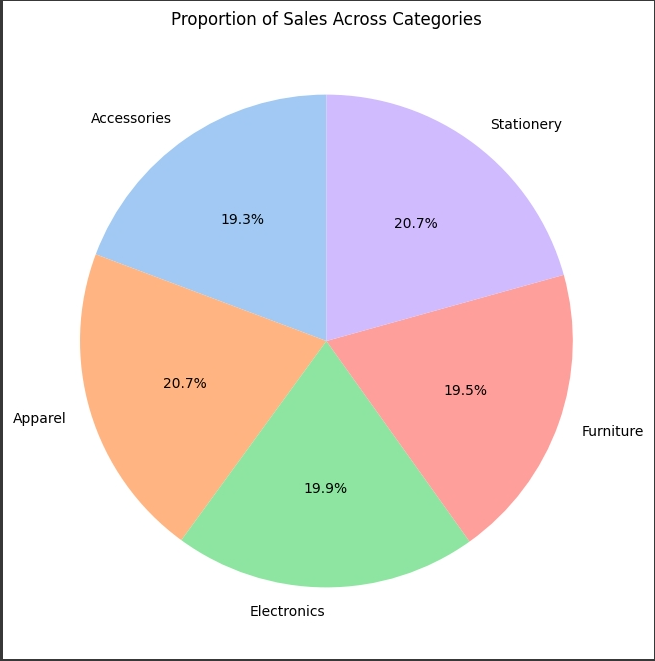 Proportion of Sales Across Categories
Accessories
Stationery
19.3%
20.7%
20.7%
19.5%
Apparel
Furniture
19.9%
Electronics